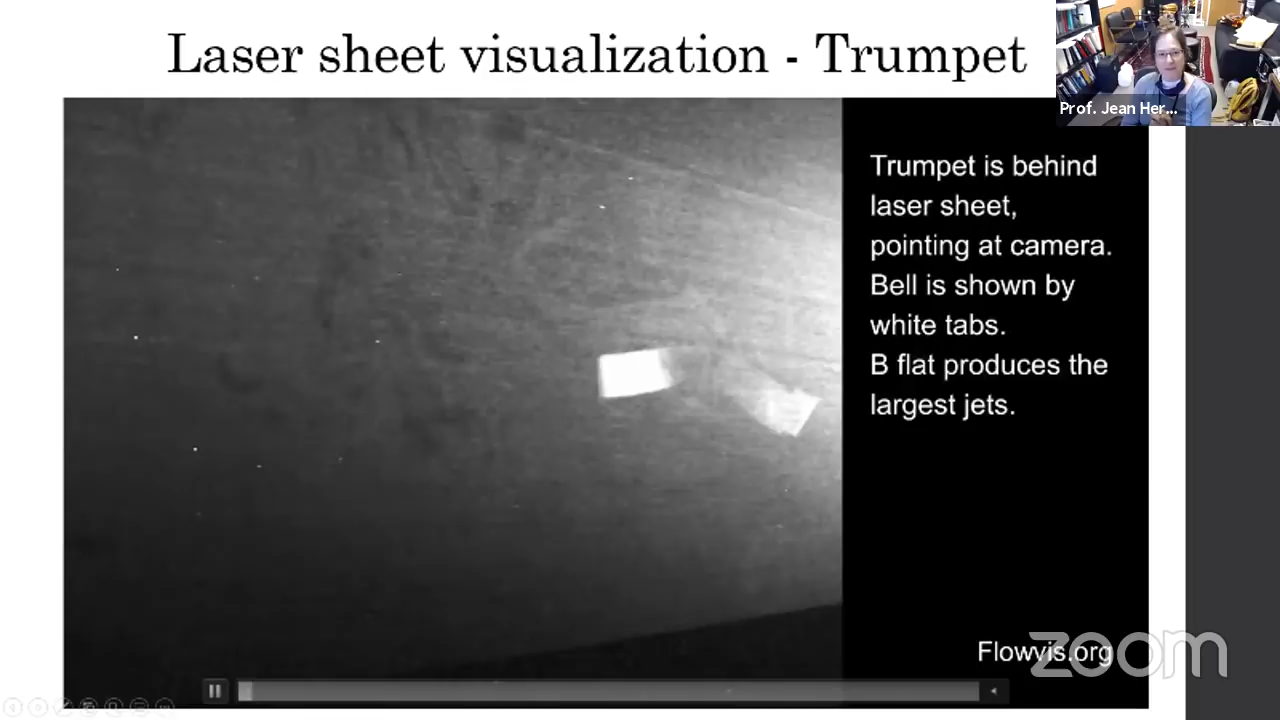 Laser sheet visualization - Trumpet
Prof. Jean Her...
Trumpet is behind
laser sheet,
pointing at camera.
Bell is shown by
white tabs.
B flat produces the
largest jets.
Flowvis.org
zoom